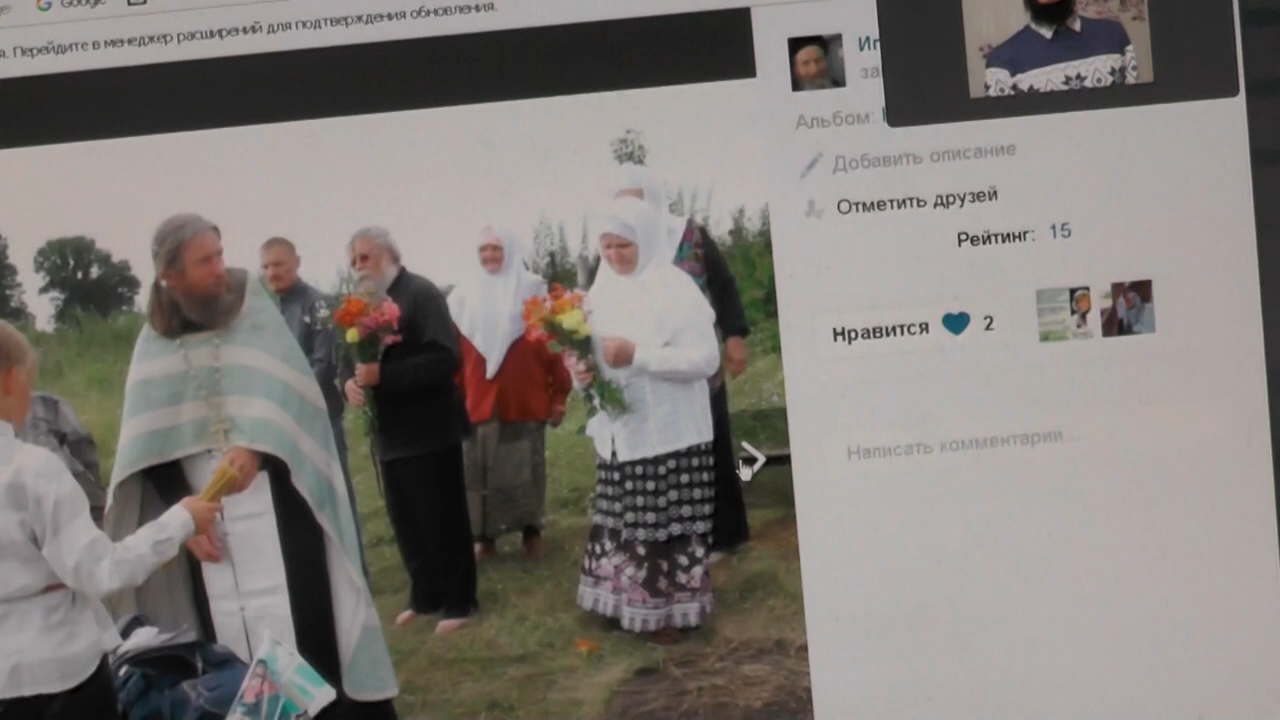 Google
Перейдите в менеджер расширений для подтверждения обновления.
Альбом:
Добавить описание
Отметить друзей
Рейтинг: 15
Нравится 2
Написать комментарий...